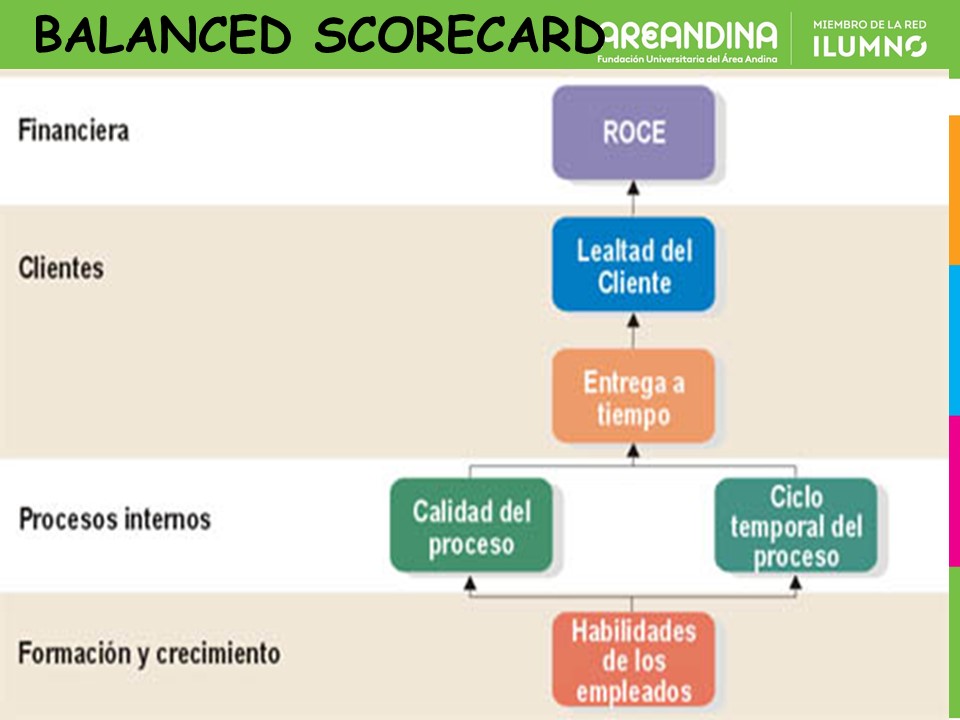 BALANCED SCORECARD
AREANDINA
Fundación Universitaria del Área Andina
MIEMBRO DE LA RED
ILUMNO
Financiera
ROCE
Clientes
Lealtad del
Cliente
Entrega a
tiempo
Procesos internos
Calidad del
proceso
Ciclo
temporal del
proceso
Formación y crecimiento
Habilidades
de los
empleados